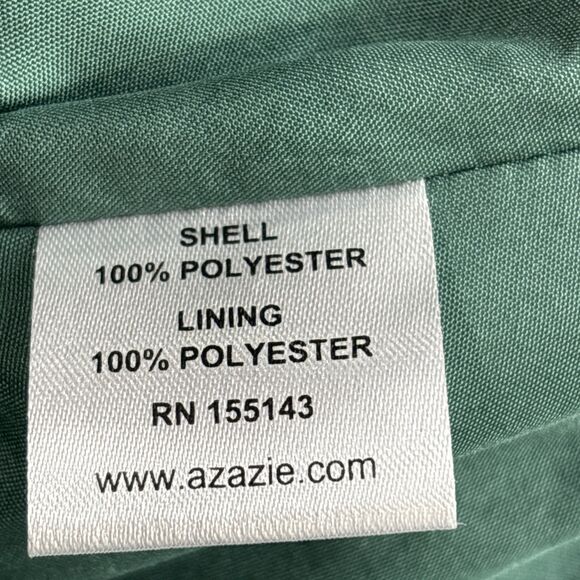 SHELL
100% POLYESTER
LINING
100% POLYESTER
RN 155143
www.azazie.com